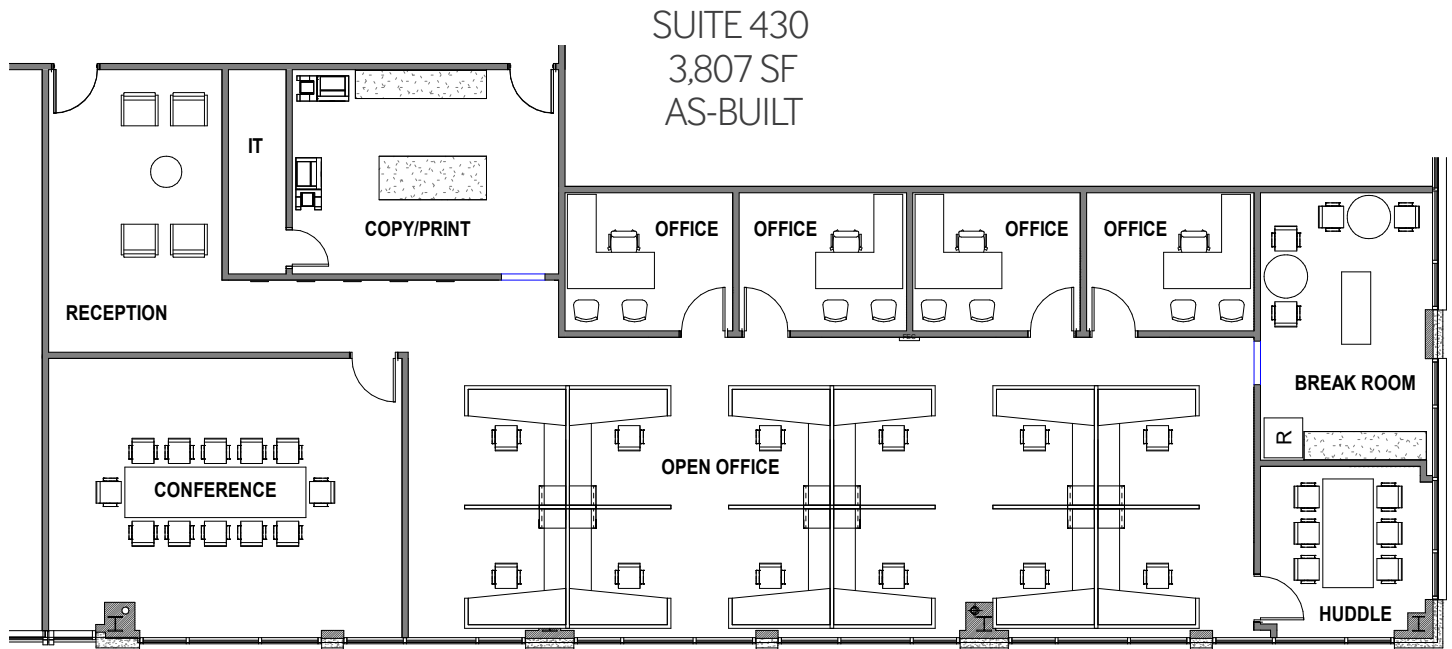 SUITE 430
3,807 SF
AS-BUILT
IT
COPY/PRINT
OFFICE
OFFICE
OFFICE
OFFICE
RECEPTION
FEC
BREAK ROOM
R
OPEN OFFICE
CONFERENCE
HUDDLE